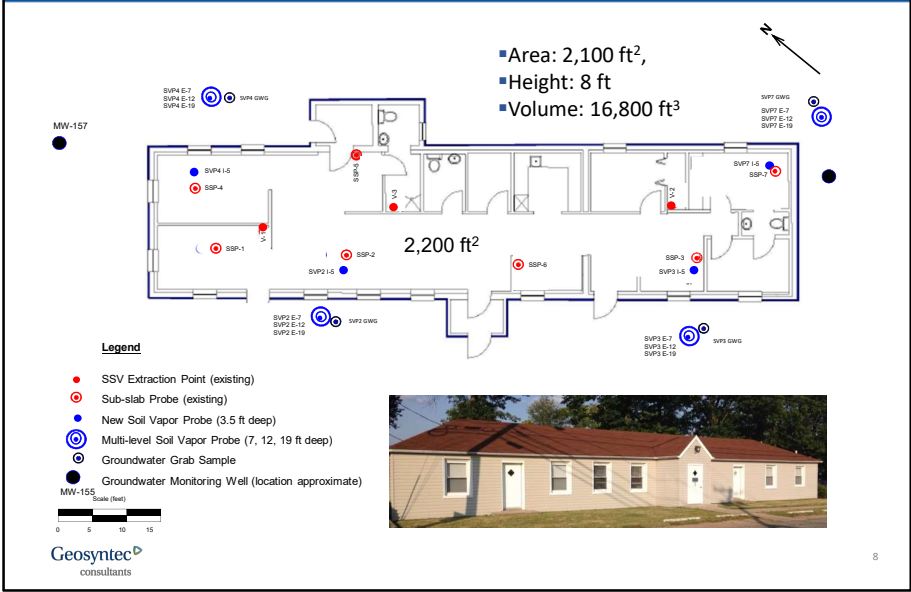 ▪Area: 2,100 ft²,
▪Height: 8 ft
▪Volume: 16,800 ft³
N
SVP4 E-7
SVP4 E-12
SVP4 E-19
SVP4 GWG
SVP7 GWG
SVP7 E-7
SVP7 E-12
SVP7 E-19
MW-157
SVP4 I-5
SSP-4
SSP-5
V-3
V-2
SVP7 I-5
SSP-7
V-1
SSP-1
SSP-2
SVP2 I-5
2,200 ft²
SSP-6
SSP-3
SVP3 I-5
SVP2 E-7
SVP2 E-12
SVP2 E-19
SVP2 GWG
SVP3 E-7
SVP3 E-12
SVP3 E-19
SVP3 GWG
Legend
SSV Extraction Point (existing)
Sub-slab Probe (existing)
New Soil Vapor Probe (3.5 ft deep)
Multi-level Soil Vapor Probe (7, 12, 19 ft deep)
Groundwater Grab Sample
Groundwater Monitoring Well (location approximate)
MW-155
Scale (feet)
0 5 10 15
Geosyntec
consultants
8